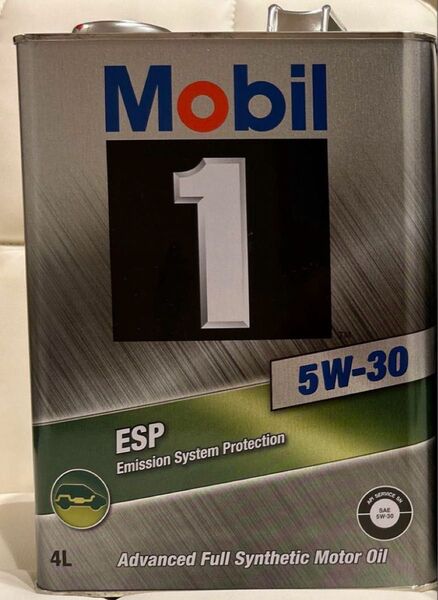 Mobil
1
TM
5W-30
ESP
Emission System Protection
API SERVICE SN
SAE
5W-30
4L
Advanced Full Synthetic Motor Oil